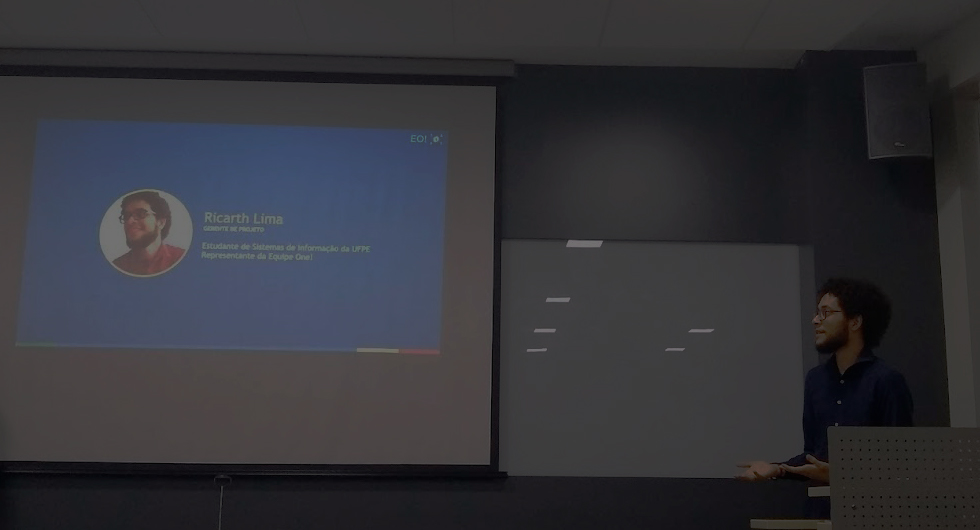 EO!
Ricarth Lima
GERENTE DE PROJETO
Estudante de Sistemas de Informação da UFPE
Representante da Equipe One!